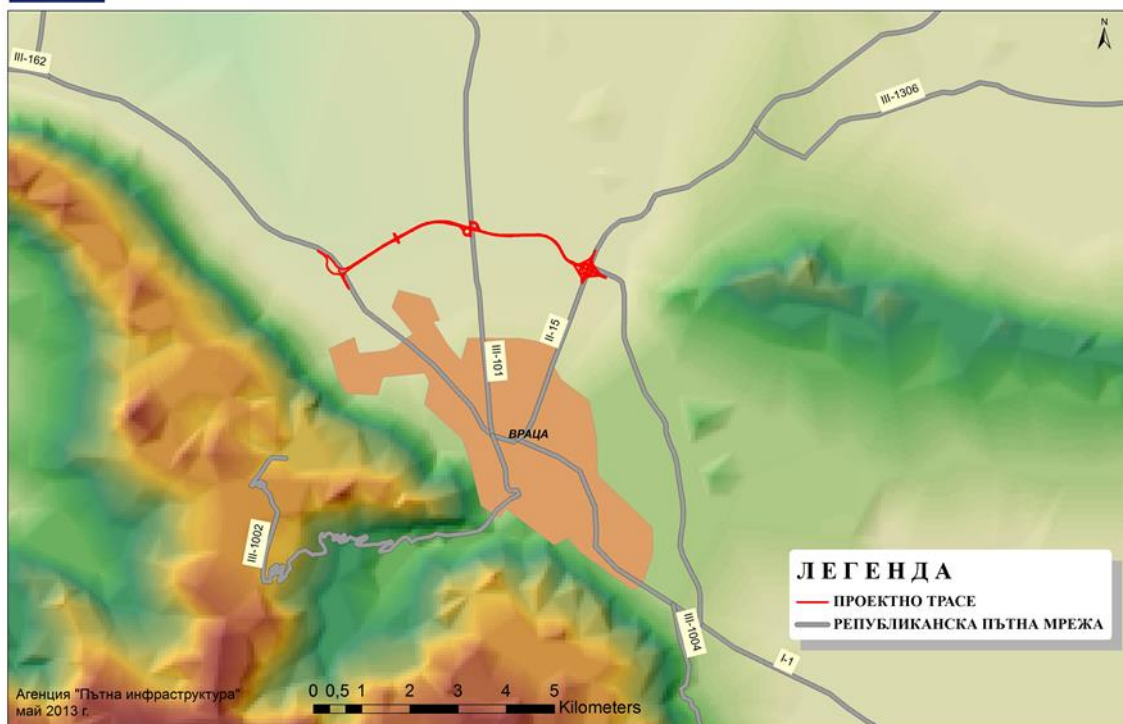 N
III-162
III-1306
II-15
III-101
ВРАЦА
III-1002
III-1004
I-1
ЛЕГЕНДА
ПРОЕКТНО ТРАСЕ
РЕПУБЛИКАНСКА ПЪТНА МРЕЖА
Агенция "Пътна инфраструктура"
май 2013 г.
0 0,5 1 2 3 4 5
Kilometers